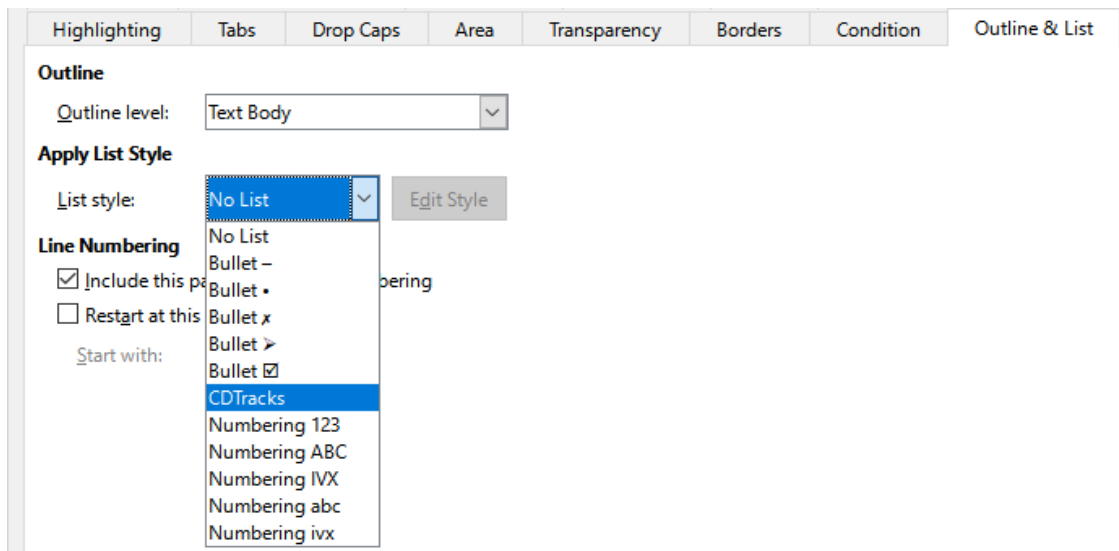 Highlighting Tabs Drop Caps Area Transparency Borders Condition Outline & List
Outline
Outline level: Text Body
Apply List Style
List style: No List Edit Style
No List
Line Numbering
Bullet –
Include this pa bering
Bullet •
Restart at this Bullet ✗
Bullet ➢
Start with:
Bullet ☑
CDTracks
Numbering 123
Numbering ABC
Numbering IVX
Numbering abc
Numbering ivx